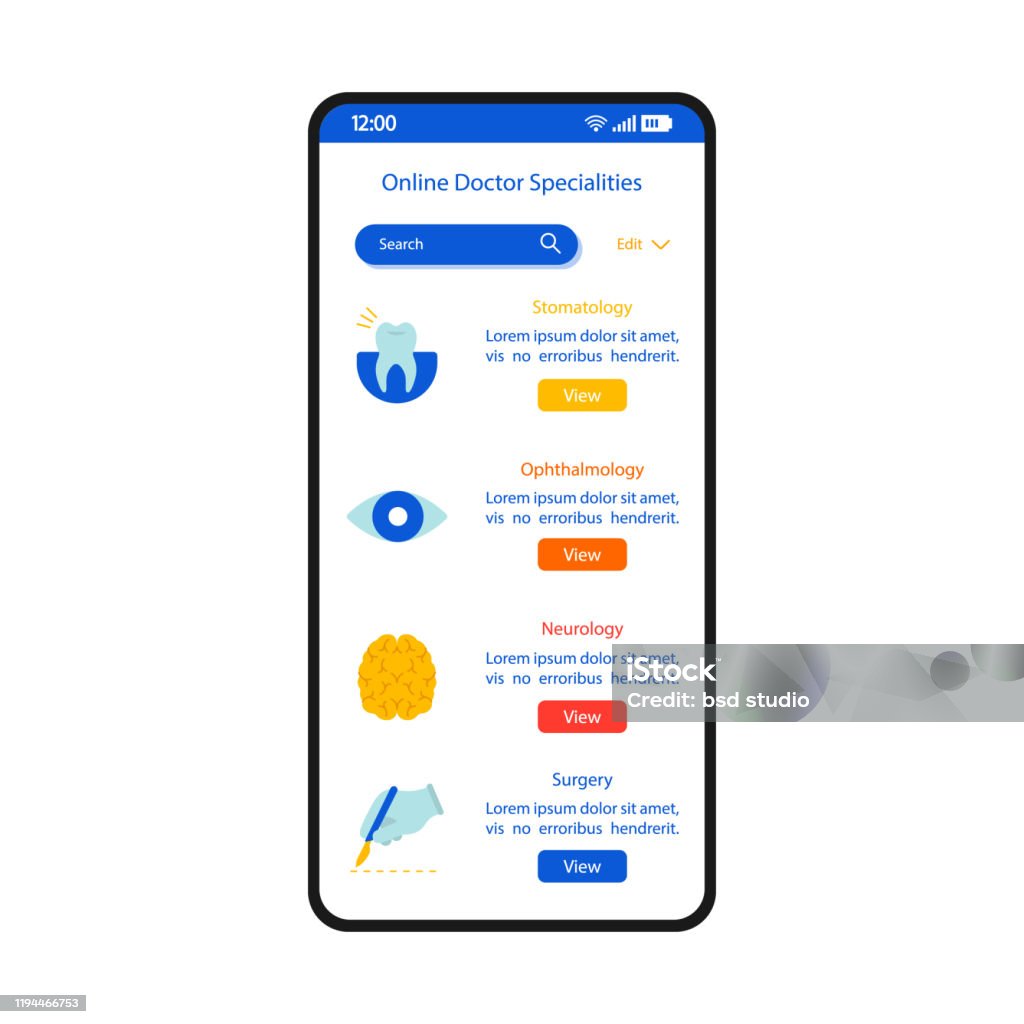 12:00
Online Doctor Specialities
Search
Edit
Stomatology
Lorem ipsum dolor sit amet,
vis no erroribus hendrerit.
View
Ophthalmology
Lorem ipsum dolor sit amet,
vis no erroribus hendrerit.
View
Neurology
Lorem ipsum dolor sit amet,
vis no erroribus hendrerit.
View
iStock™
Credit: bsd studio
Surgery
Lorem ipsum dolor sit amet,
vis no erroribus hendrerit.
View
1194466753